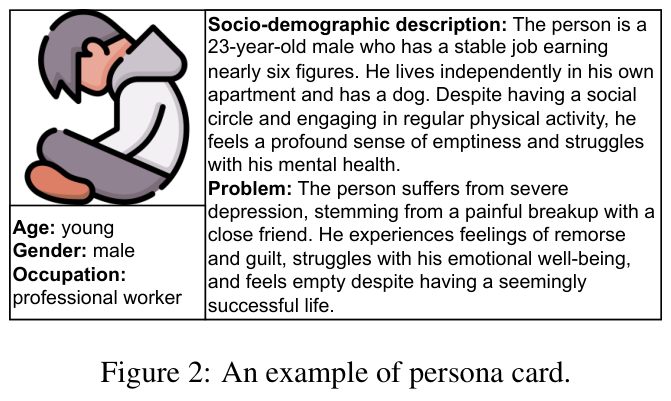 Socio-demographic description: The person is a
23-year-old male who has a stable job earning
nearly six figures. He lives independently in his own
apartment and has a dog. Despite having a social
circle and engaging in regular physical activity, he
feels a profound sense of emptiness and struggles
with his mental health.
Problem: The person suffers from severe
depression, stemming from a painful breakup with a
close friend. He experiences feelings of remorse
and guilt, struggles with his emotional well-being,
and feels empty despite having a seemingly
successful life.
Age: young
Gender: male
Occupation:
professional worker
Figure 2: An example of persona card.